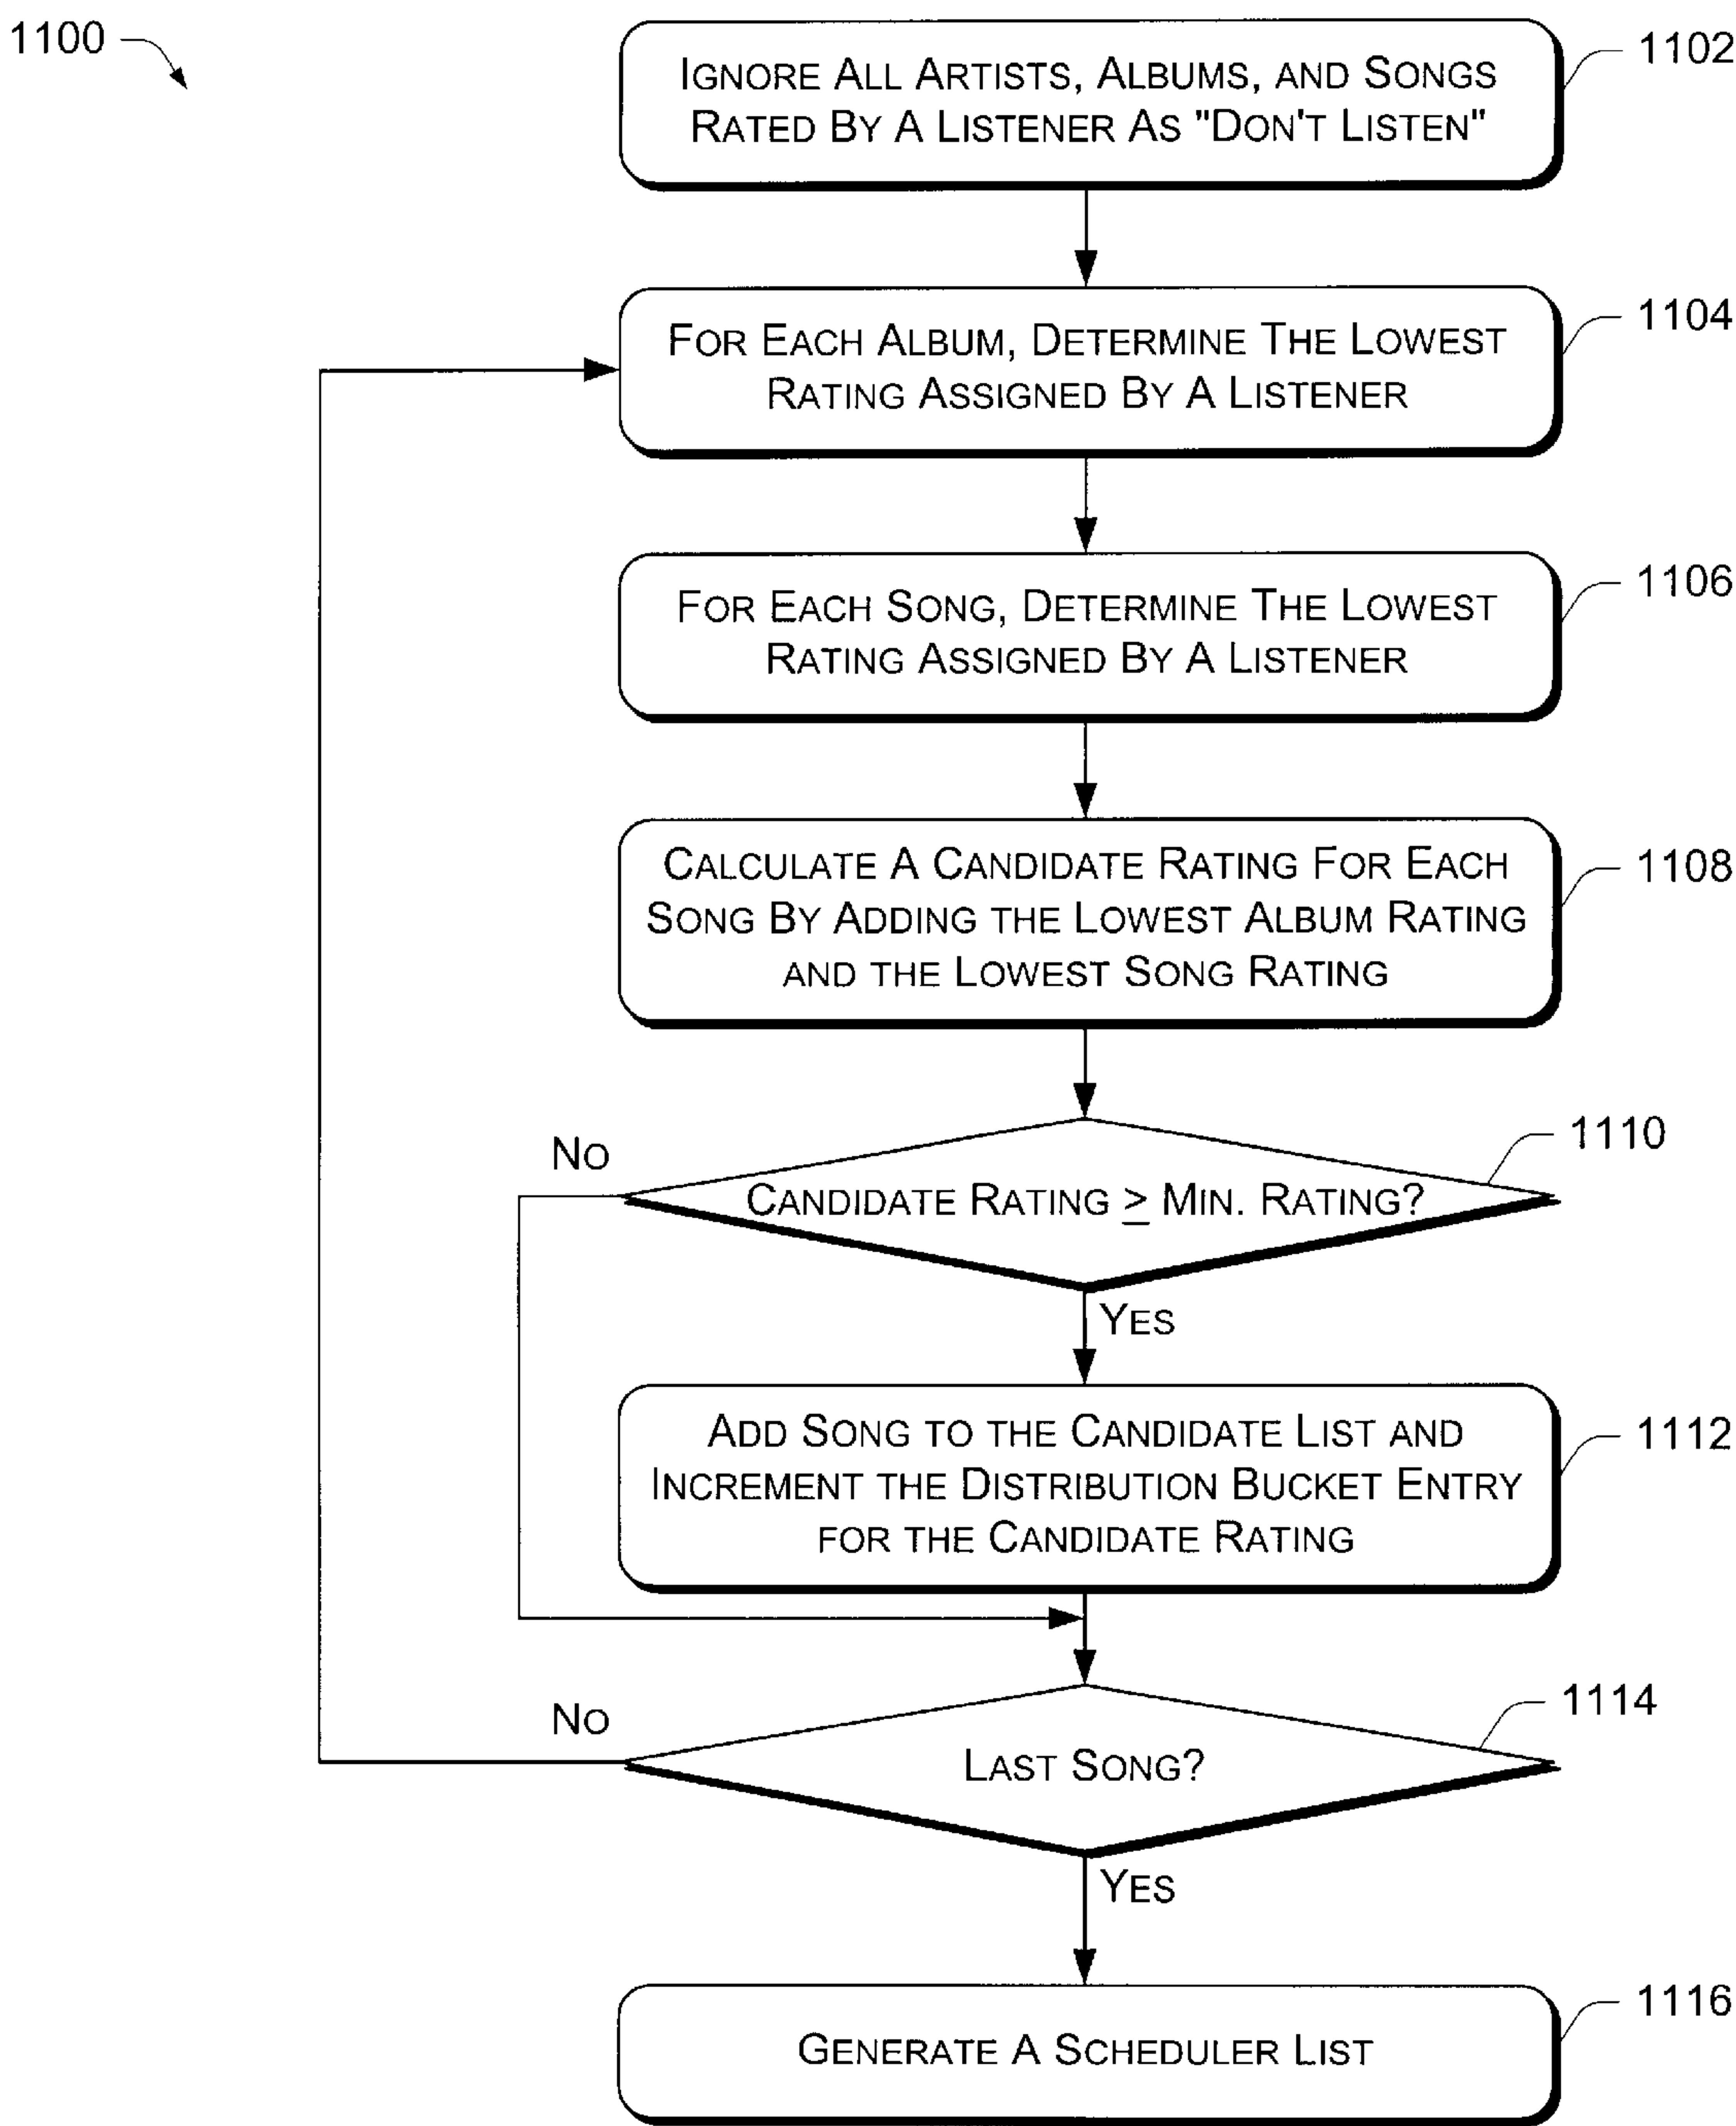 1100
IGNORE ALL ARTISTS, ALBUMS, AND SONGS
RATED BY A LISTENER AS "DON'T LISTEN"
1102
FOR EACH ALBUM, DETERMINE THE LOWEST
RATING ASSIGNED BY A LISTENER
1104
FOR EACH SONG, DETERMINE THE LOWEST
RATING ASSIGNED BY A LISTENER
1106
CALCULATE A CANDIDATE RATING FOR EACH
SONG BY ADDING THE LOWEST ALBUM RATING
AND THE LOWEST SONG RATING
1108
NO
CANDIDATE RATING ≥ MIN. RATING?
1110
YES
ADD SONG TO THE CANDIDATE LIST AND
INCREMENT THE DISTRIBUTION BUCKET ENTRY
FOR THE CANDIDATE RATING
1112
NO
LAST SONG?
1114
YES
GENERATE A SCHEDULER LIST
1116